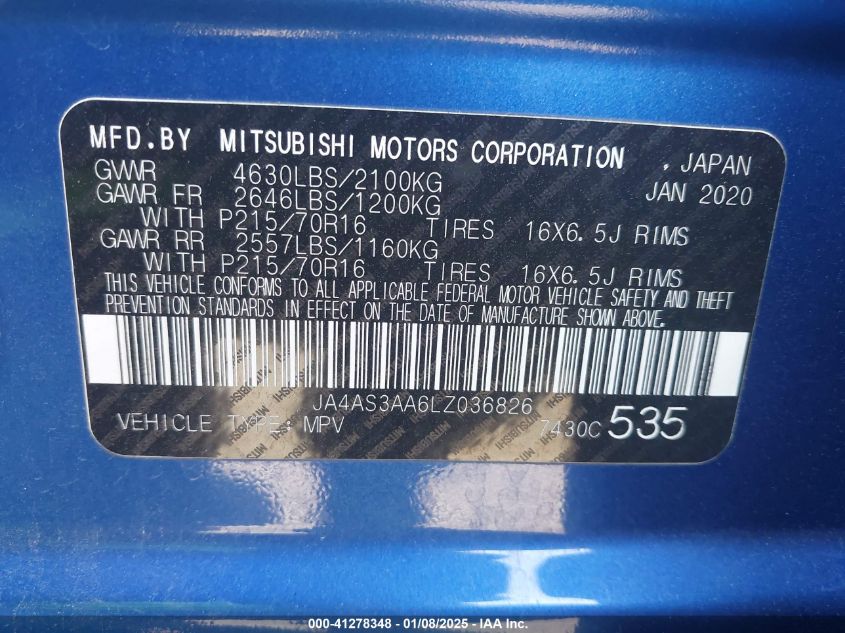 MFD.BY MITSUBISHI MOTORS CORPORATION , JAPAN
GVWR 4630LBS/2100KG JAN 2020
GAWR FR 2646LBS/1200KG
WITH P215/70R16 TIRES 16X6.5J RIMS
GAWR RR 2557LBS/1160KG
WITH P215/70R16 TIRES 16X6.5J RIMS
THIS VEHICLE CONFORMS TO ALL APPLICABLE FEDERAL MOTOR VEHICLE SAFETY AND THEFT
PREVENTION STANDARDS IN EFFECT ON THE DATE OF MANUFACTURE SHOWN ABOVE.
JA4AS3AA6LZ036826
VEHICLE TYPE: MPV 7430C 535
000-41278348 - 01/08/2025 - IAA Inc.